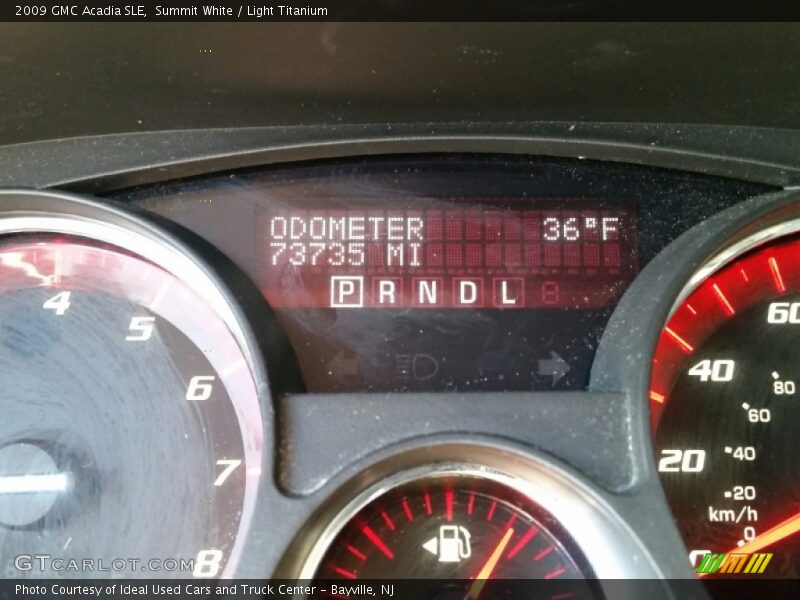 2009 GMC Acadia SLE,  Summit White / Light Titanium
ODOMETER 36°F
73735 MI
P R N D L 8
4
5
6
7
8
60
40
20
0
80
60
40
20
km/h
0
GTCARLOT.COM
Photo Courtesy of Ideal Used Cars and Truck Center – Bayville, NJ